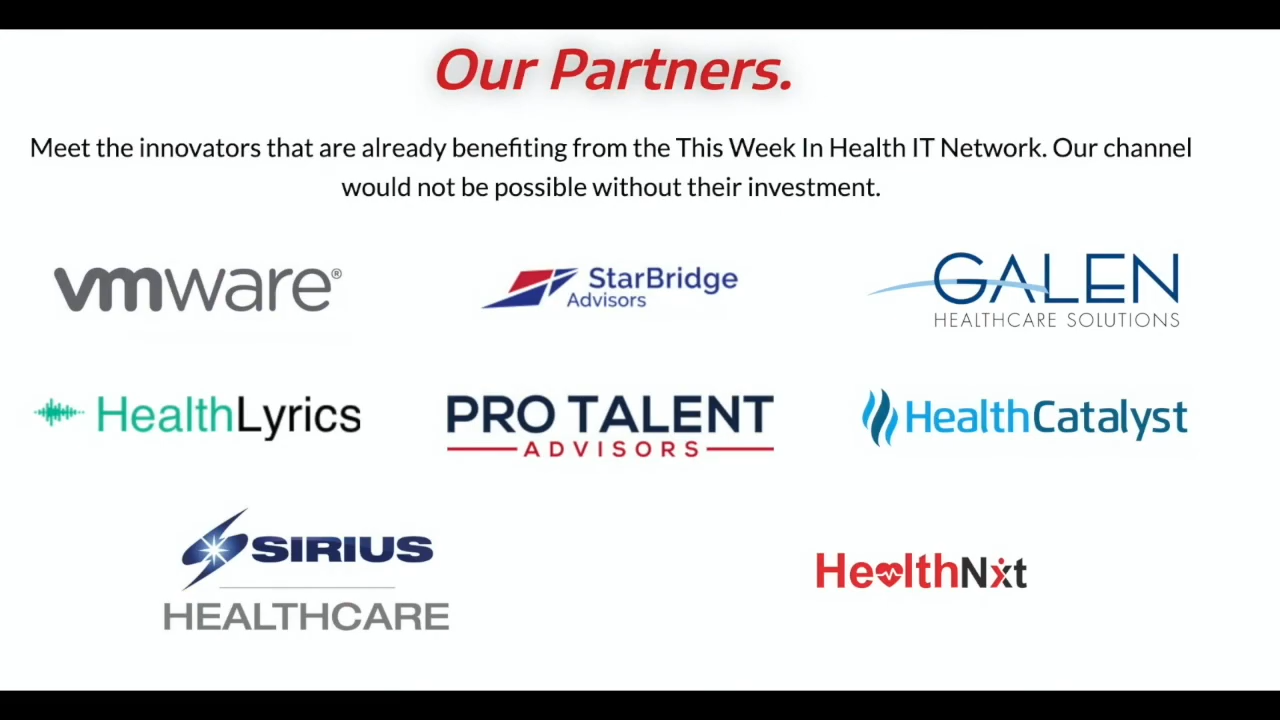 Our Partners.
Meet the innovators that are already benefiting from the This Week In Health IT Network. Our channel
would not be possible without their investment.
vmware®
StarBridge
Advisors
GALEN
HEALTHCARE SOLUTIONS
HealthLyrics
PRO TALENT
ADVISORS
HealthCatalyst
SIRIUS
HEALTHCARE
HealthNxt